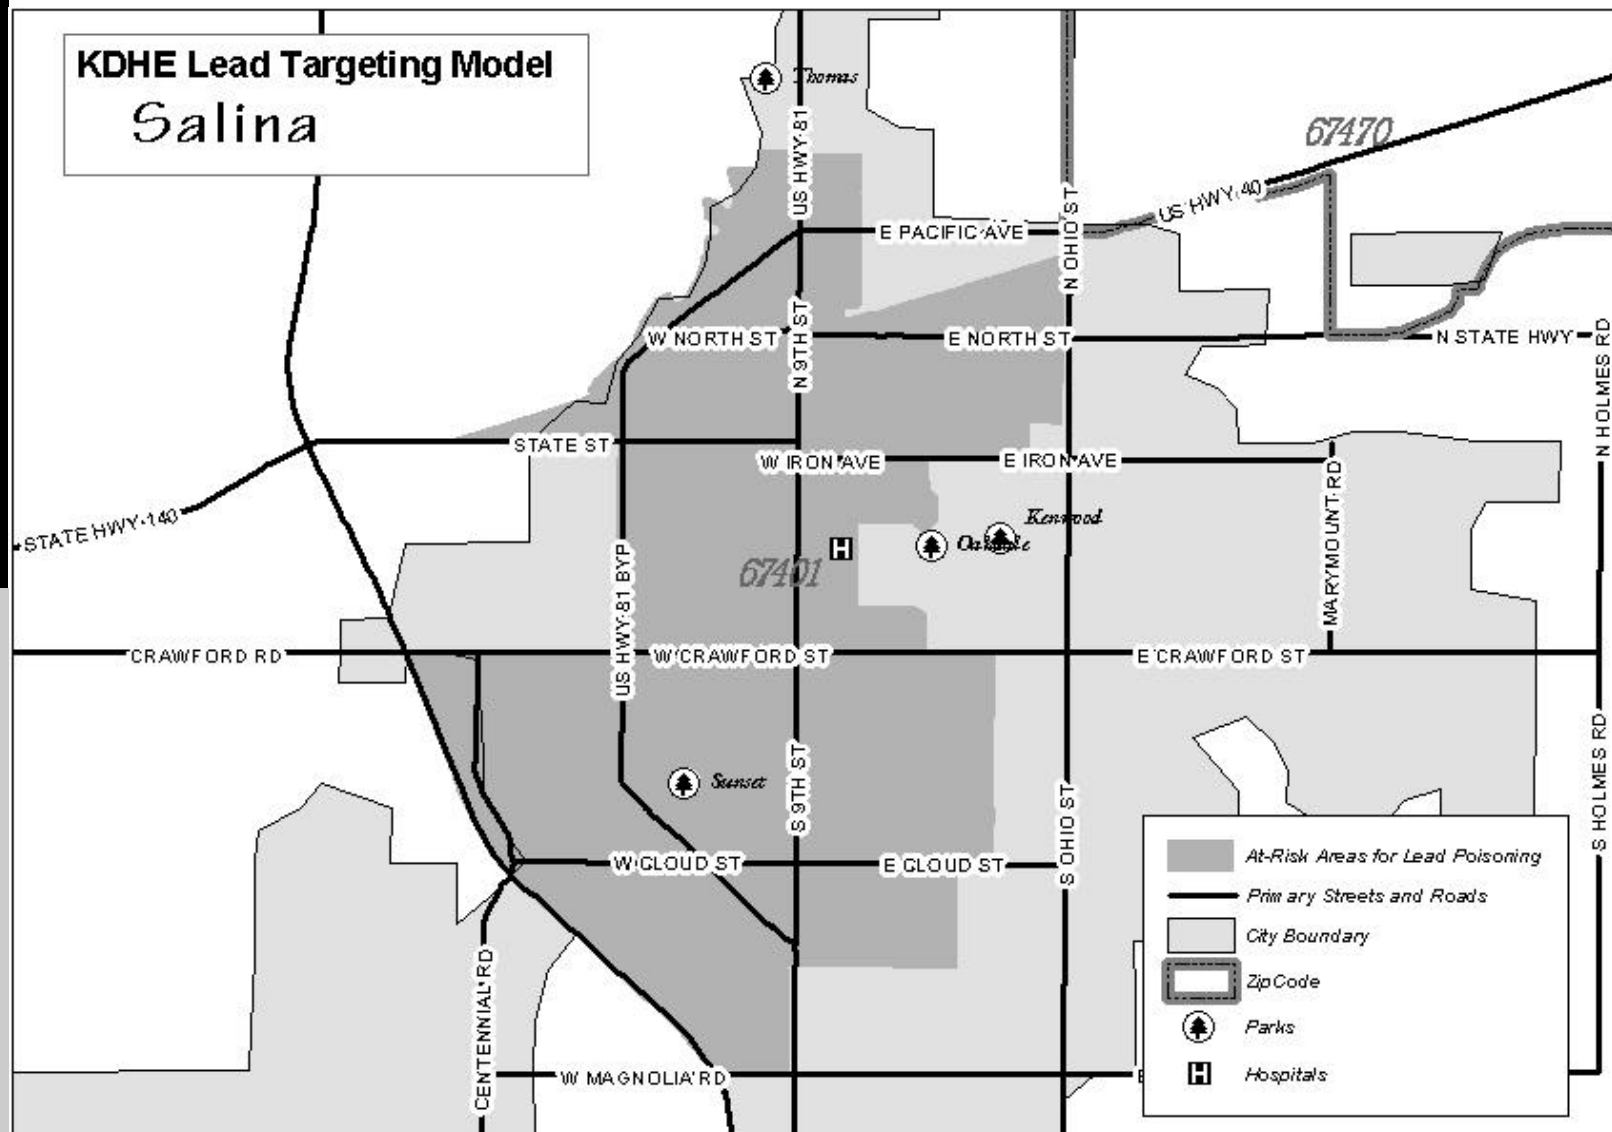 KDHE Lead Targeting Model
Salina
Thomas
US HWY 81
67470
US HWY 40
E PACIFIC AVE
N OHIO ST
W NORTH ST
N 9TH ST
E NORTH ST
N STATE HWY
N HOLMES RD
STATE ST
W IRON AVE
E IRON AVE
STATE HWY 140
MARYMOUNT RD
Kenwood
Oakdale
H
67401
US HWY 81 BYP
CRAWFORD RD
W CRAWFORD ST
E CRAWFORD ST
Sunset
S 9TH ST
S OHIO ST
S HOLMES RD
W CLOUD ST
E CLOUD ST
CENTENNIAL RD
W MAGNOLIA RD
At-Risk Areas for Lead Poisoning
Primary Streets and Roads
City Boundary
ZipCode
Parks
H Hospitals